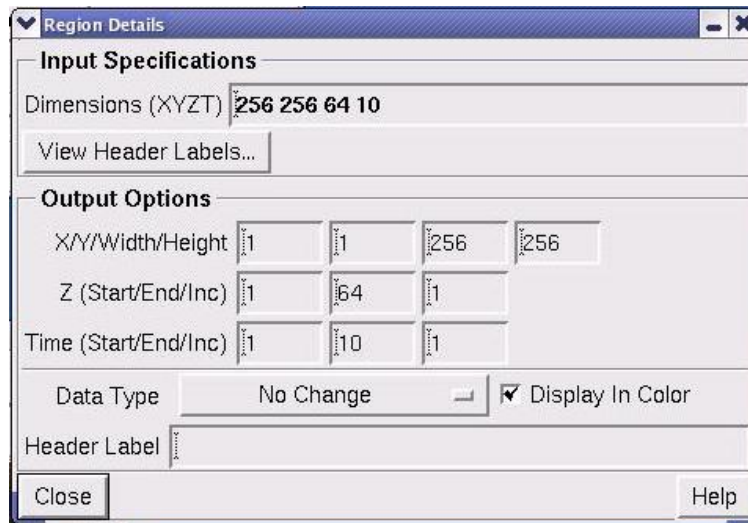 Region Details
Input Specifications
Dimensions (XYZT) 256 256 64 10
View Header Labels...
Output Options
X/Y/Width/Height 1 1 256 256
Z (Start/End/Inc) 1 64 1
Time (Start/End/Inc) 1 10 1
Data Type No Change Display In Color
Header Label
Close Help